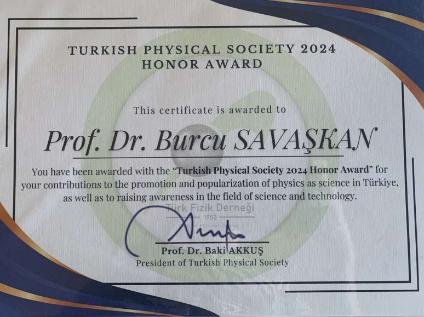 TURKISH PHYSICAL SOCIETY 2024
HONOR AWARD
This certificate is awarded to
Prof. Dr. Burcu SAVAŞKAN
You have been awarded with the “Turkish Physical Society 2024 Honor Award” for
your contributions to the promotion and popularization of physics as science in Türkiye,
as well as to raising awareness in the field of science and technology.
Türk Fizik Derneği
1950
Prof. Dr. Baki AKKUŞ
President of Turkish Physical Society